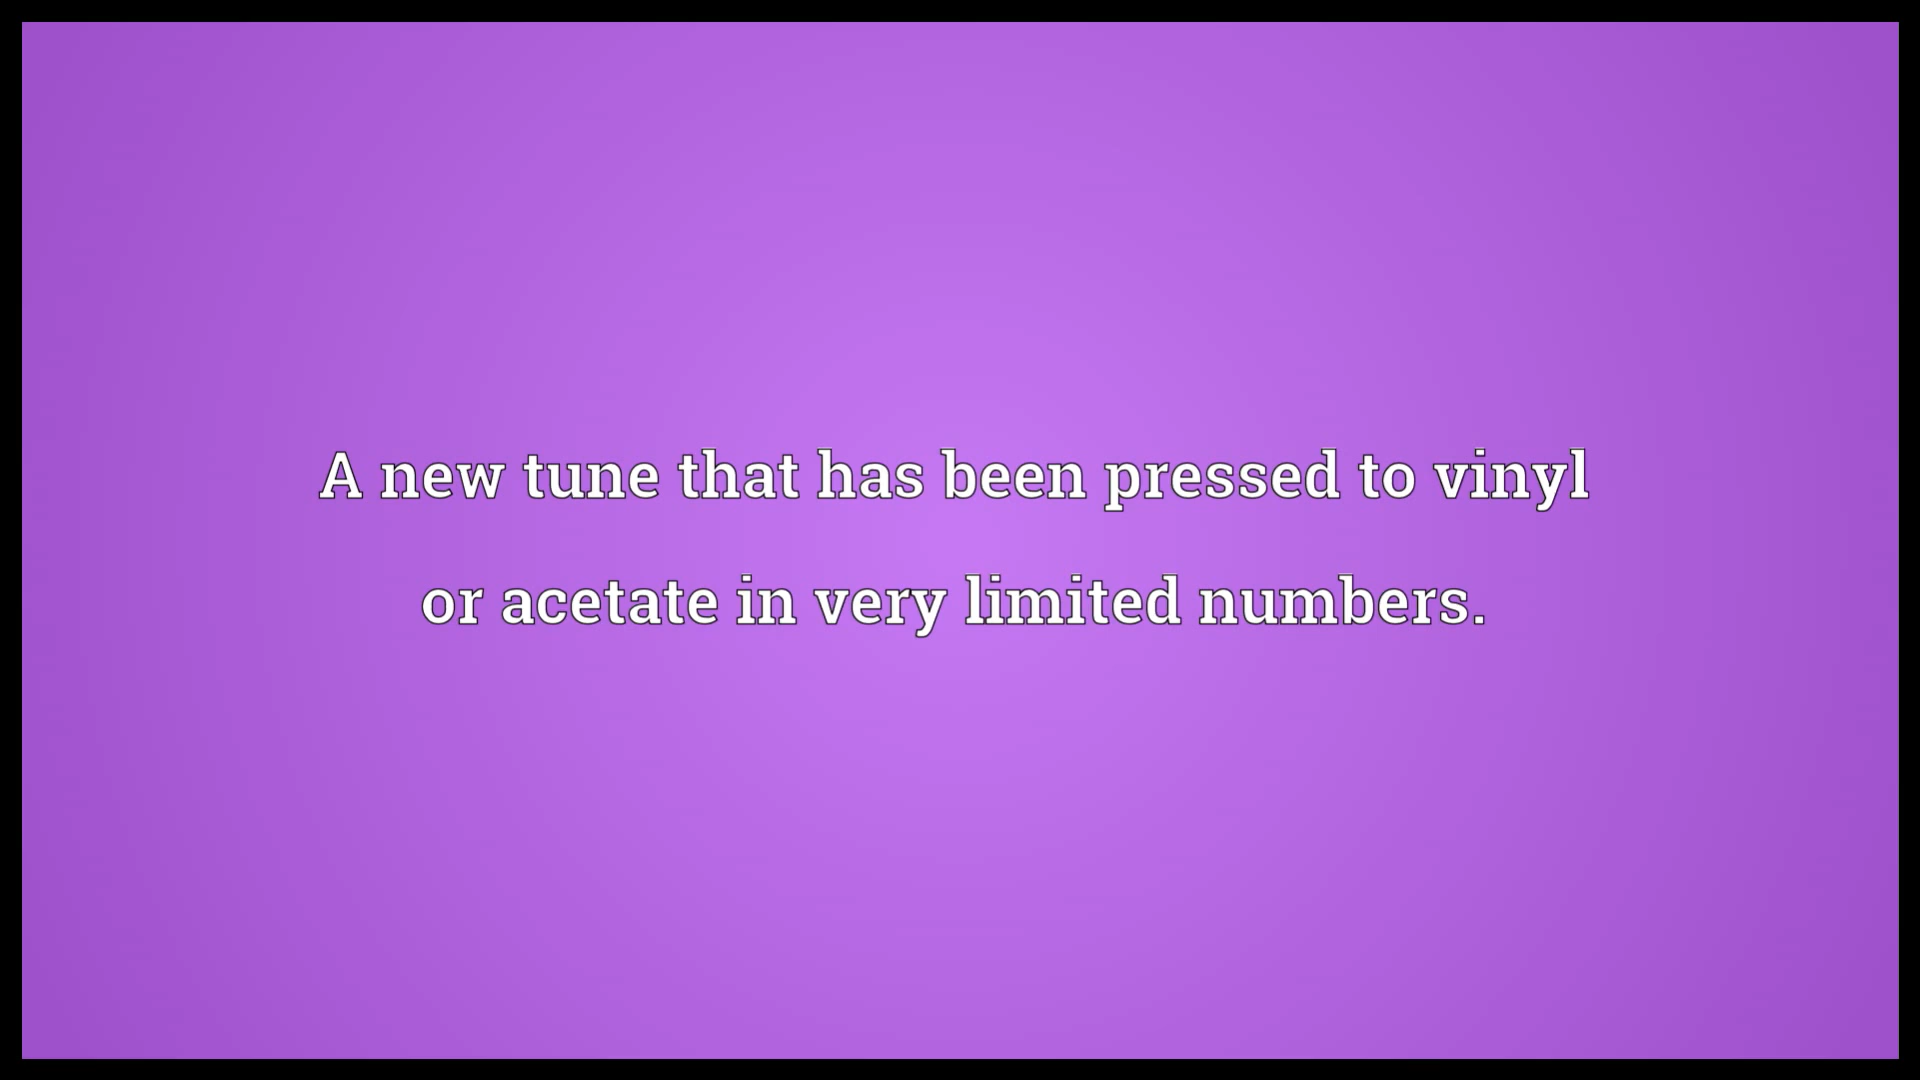 A new tune that has been pressed to vinyl
or acetate in very limited numbers.